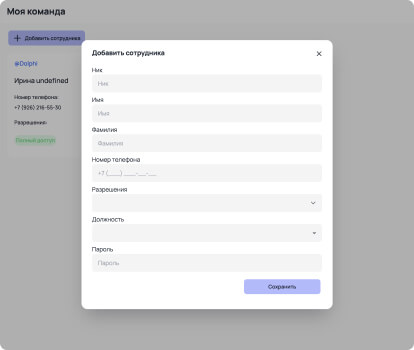 Моя команда
Добавить сотрудника
@Dolphi
Ирина undefined
Номер телефона:
+7 (906) 216-93-30
Разрешения:
Полный доступ
Добавить сотрудника
Ник
Ник
Имя
Имя
Фамилия
Фамилия
Номер телефона
+7 (___) ___-__-__
Разрешения
Должность
Пароль
Пароль
Сохранить